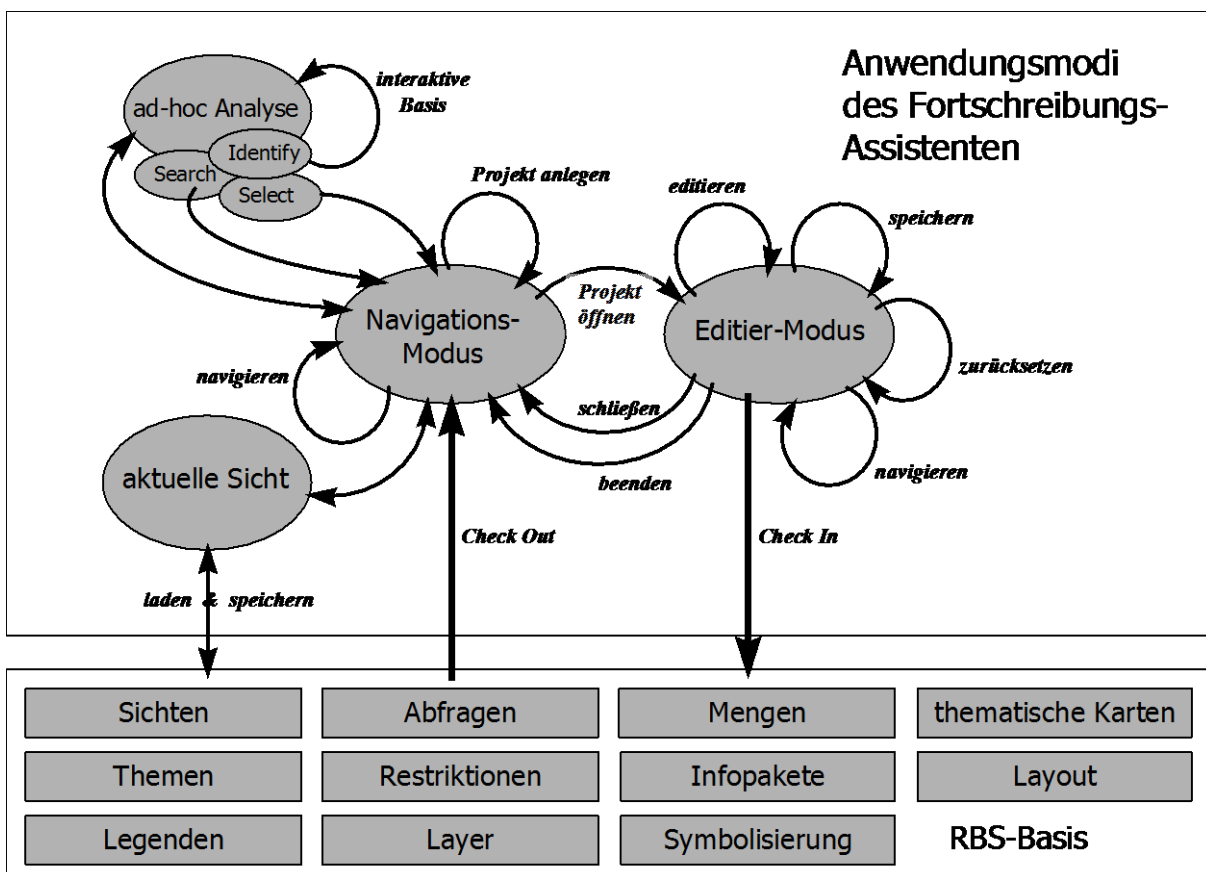 Anwendungsmodi
des Fortschreibungs-
Assistenten
interaktive
Basis
ad-hoc Analyse
Identify
Search
Select
Projekt anlegen
editieren
speichern
Projekt
öffnen
Navigations-
Modus
Editier-Modus
navigieren
zurücksetzen
schließen
navigieren
beenden
aktuelle Sicht
Check Out
Check In
laden & speichern
Sichten
Abfragen
Mengen
thematische Karten
Themen
Restriktionen
Infopakete
Layout
Legenden
Layer
Symbolisierung
RBS-Basis